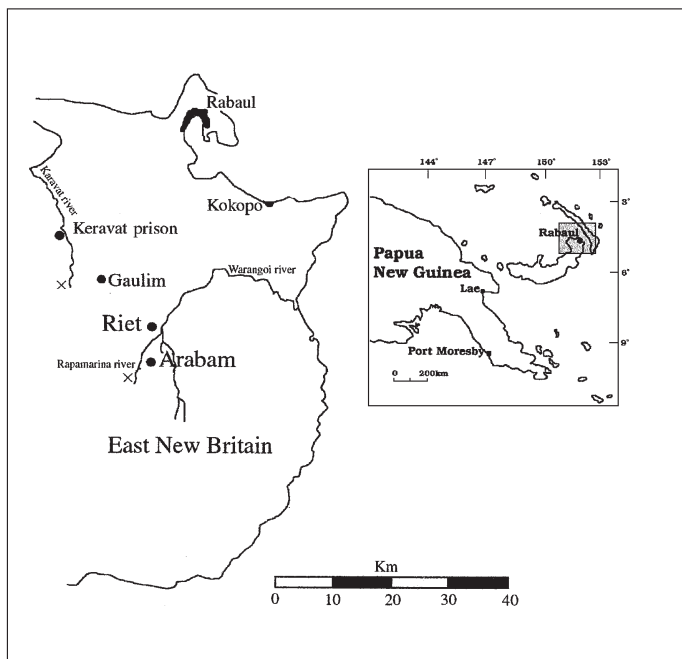 Rabaul
Karavat river
Kokopo
Keravat prison
Warangoi river
Gaulim
Riet
Rapamarina river
Arabam
East New Britain
Km
0 10 20 30 40
144° 147° 150° 153°
3°
Rabaul
Papua
New Guinea
6°
Lae
9°
Port Moresby
0 200km